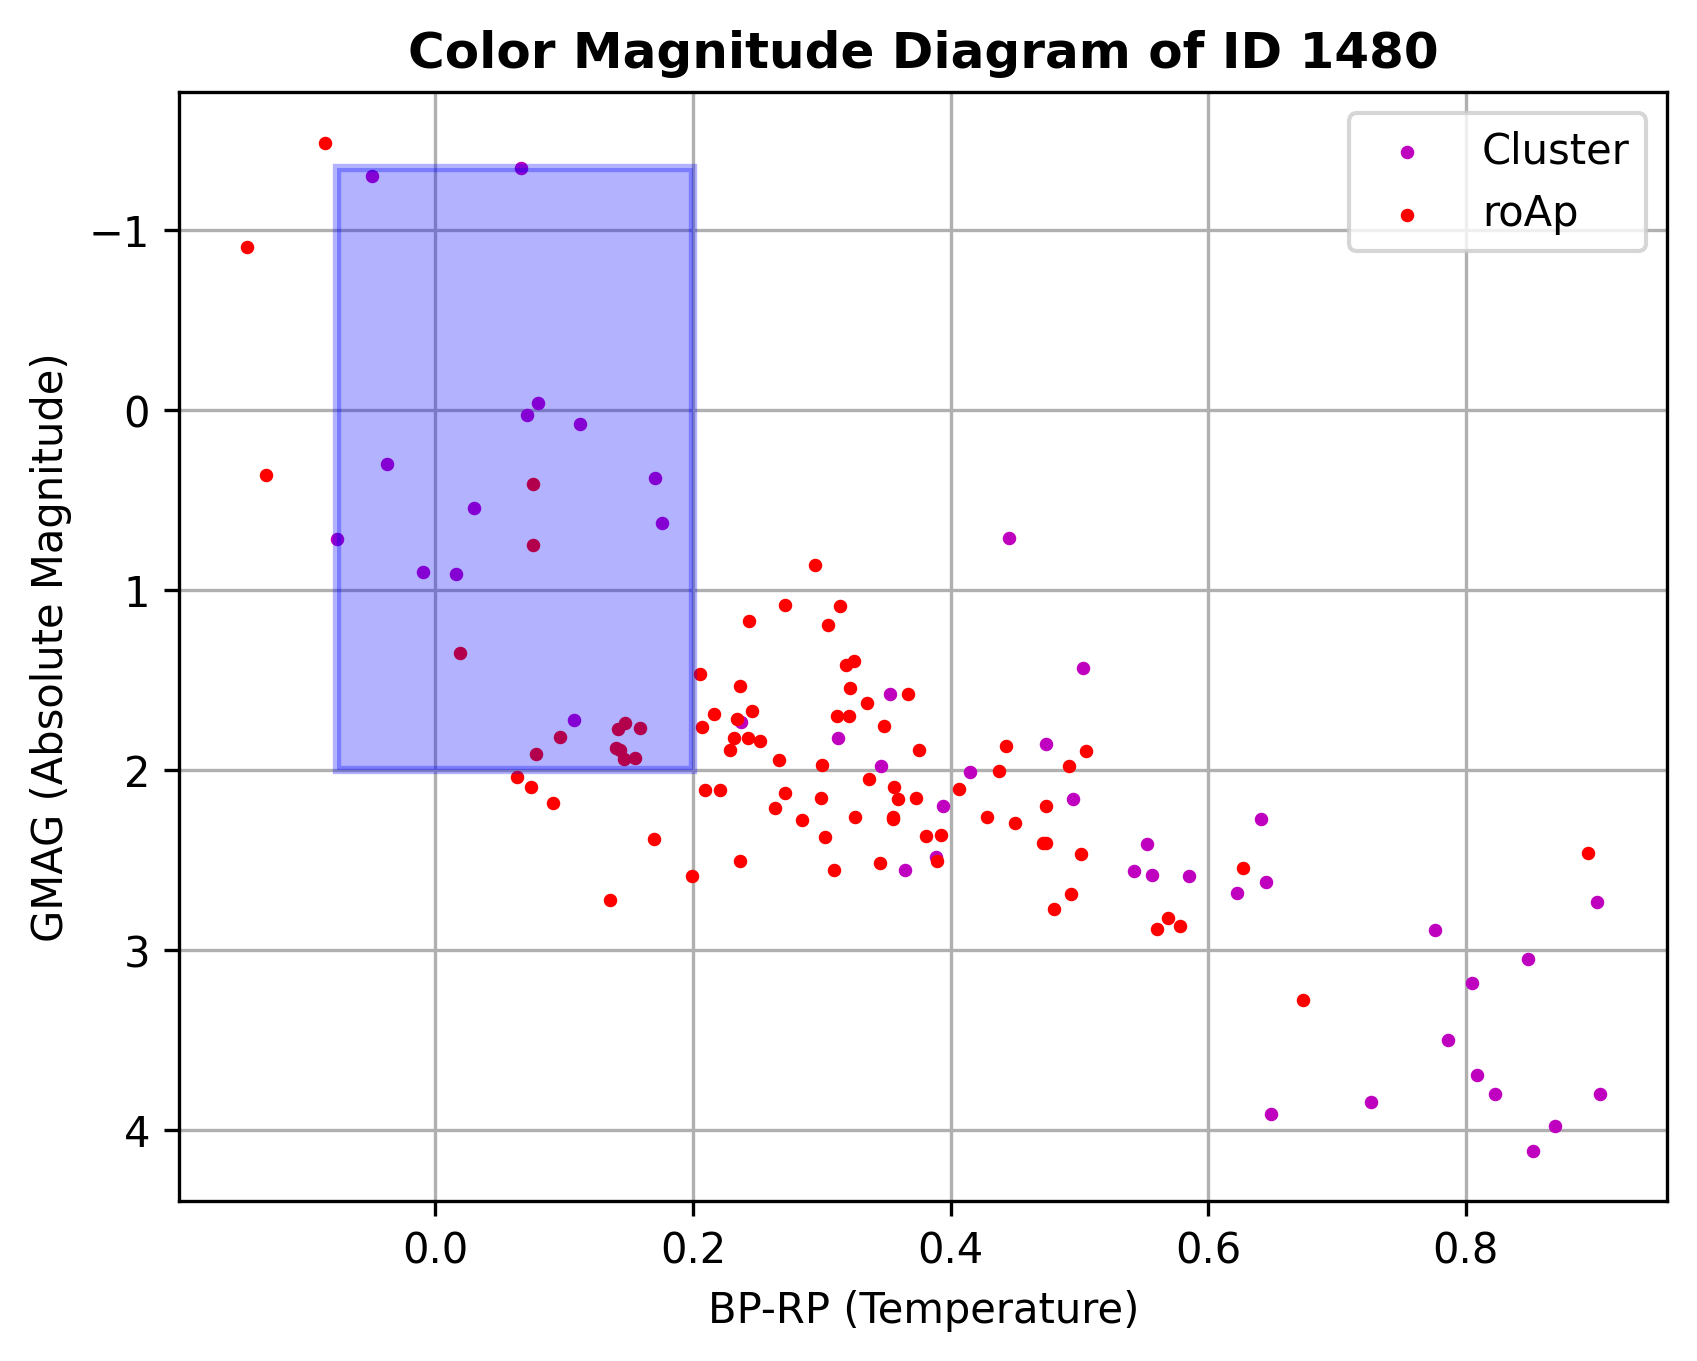 Color Magnitude Diagram of ID 1480
Cluster
roAp
GMAG (Absolute Magnitude)
−1
0
1
2
3
4
0.0 0.2 0.4 0.6 0.8
BP-RP (Temperature)